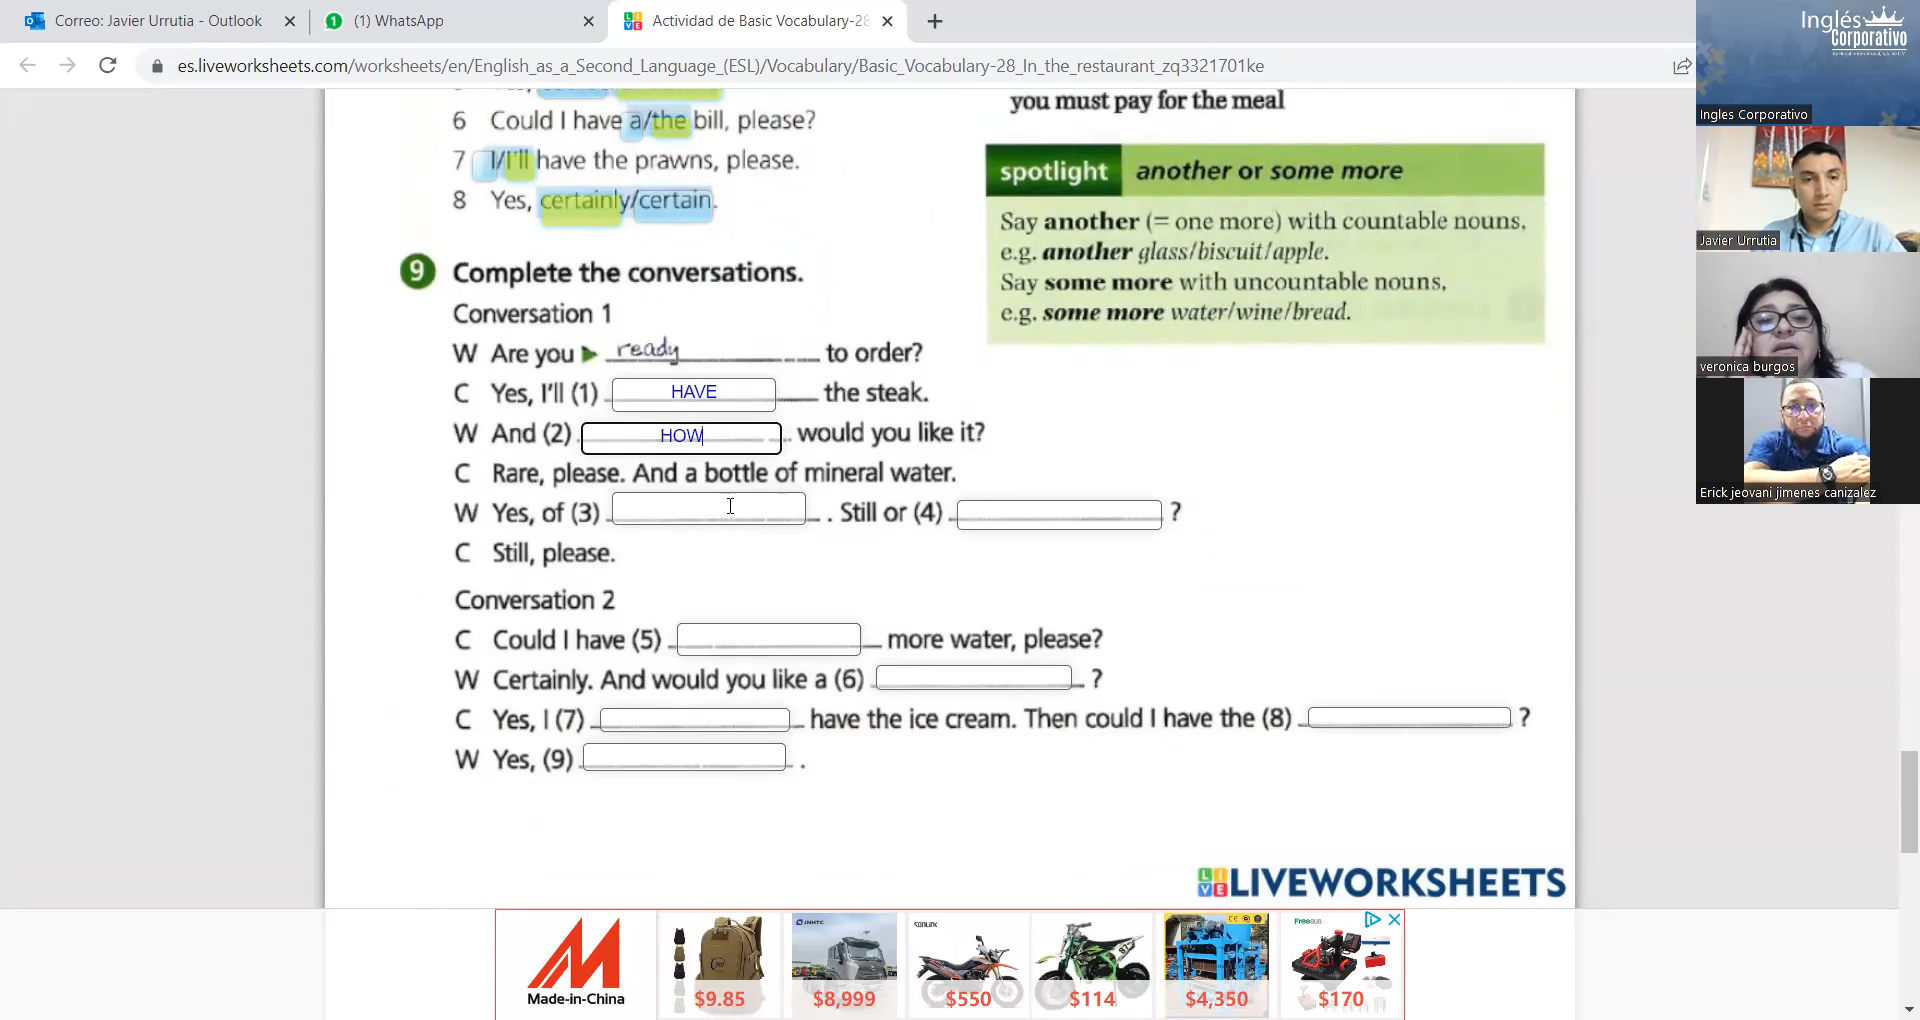 Correo: Javier Urrutia - Outlook
(1) WhatsApp
Actividad de Basic Vocabulary-28
es.liveworksheets.com/worksheets/en/English_as_a_Second_Language_(ESL)/Vocabulary/Basic_Vocabulary-28_In_the_restaurant_zq3321701ke
6 Could I have a/the bill, please?
7 I/I'll have the prawns, please.
8 Yes, certainly/certain.
you must pay for the meal
spotlight another or some more
Say another (= one more) with countable nouns,
e.g. another glass/biscuit/apple.
Say some more with uncountable nouns,
e.g. some more water/wine/bread.
9 Complete the conversations.
Conversation 1
W Are you ▶ ready to order?
C Yes, I'll (1) HAVE the steak.
W And (2) HOW would you like it?
C Rare, please. And a bottle of mineral water.
W Yes, of (3) . Still or (4) ?
C Still, please.
Conversation 2
C Could I have (5) more water, please?
W Certainly. And would you like a (6) ?
C Yes, I (7) have the ice cream. Then could I have the (8) ?
W Yes, (9) .
LIVE LIVEWORKSHEETS
Made-in-China
$9.85
JNHTC
$8,999
$550
$114
$4,350
FREESUB
$170
Inglés
Corporativo
Ingles Corporativo
Javier Urrutia
veronica burgos
Erick jeovani jimenes canizalez